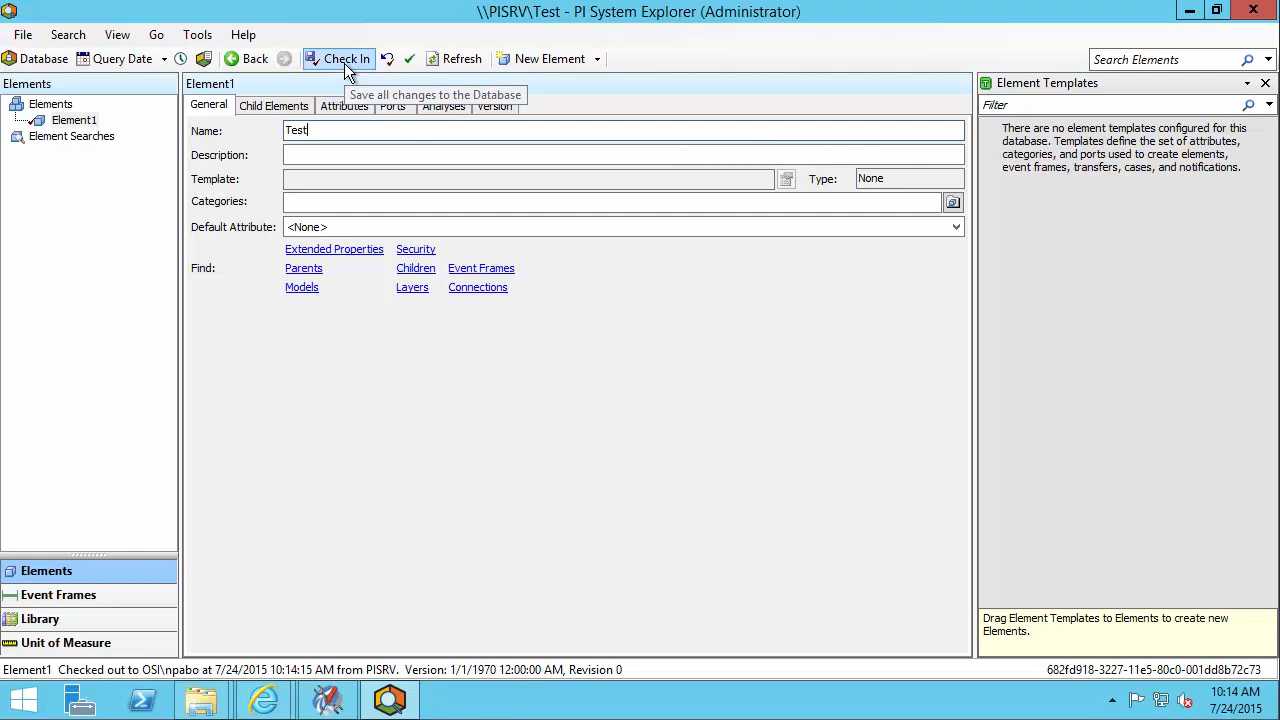 \\PISRV\Test - PI System Explorer (Administrator)
File Search View Go Tools Help
Database Query Date Back Check In Refresh New Element Search Elements
Save all changes to the Database
Elements
Elements
Element1
Element Searches
Element1
General Child Elements Attributes Ports Analyses Version
Name: Test
Description:
Template: Type: None
Categories:
Default Attribute: <None>
Extended Properties Security
Find: Parents Children Event Frames
Models Layers Connections
Element Templates
Filter
There are no element templates configured for this
database. Templates define the set of attributes,
categories, and ports used to create elements,
event frames, transfers, cases, and notifications.
Drag Element Templates to Elements to create new
Elements.
Elements
Event Frames
Library
Unit of Measure
Element1 Checked out to OSI\npabo at 7/24/2015 10:14:15 AM from PISRV. Version: 1/1/1970 12:00:00 AM, Revision 0
682fd918-3227-11e5-80c0-001dd8b72c73
10:14 AM
7/24/2015